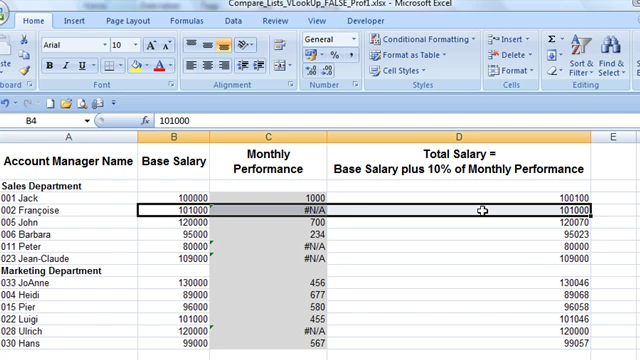 Compare_Lists_VLookUp_FALSE_Prof1.xlsx - Microsoft Excel
Home Insert Page Layout Formulas Data Review View Developer
Arial 10 General Conditional Formatting Insert Σ
Format as Table Delete Sort & Filter Find & Select
Cell Styles Format
Clipboard Font Alignment Number Styles Cells Editing
B4 fx 101000
A B C D E
Account Manager Name Base Salary Monthly Performance Total Salary = Base Salary plus 10% of Monthly Performance
Sales Department
001 Jack 100000 1000 100100
002 Françoise 101000 #N/A 101000
005 John 120000 700 120070
006 Barbara 95000 234 95023
011 Peter 80000 #N/A 80000
023 Jean-Claude 109000 #N/A 109000
Marketing Department
033 JoAnne 130000 456 130046
004 Heidi 89000 677 89068
015 Pier 96000 580 96058
022 Luigi 101000 455 101046
028 Ulrich 120000 #N/A 120000
030 Hans 99000 567 99057